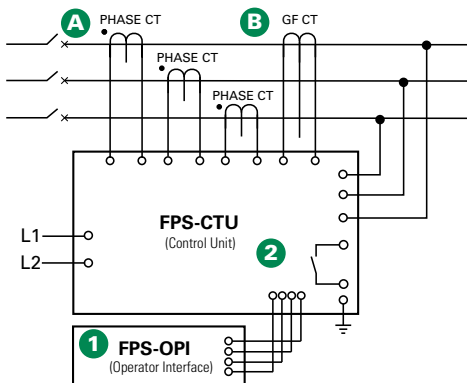 A PHASE CT B GF CT
PHASE CT
PHASE CT
FPS-CTU
(Control Unit)
L1
L2
2
1 FPS-OPI
(Operator Interface)